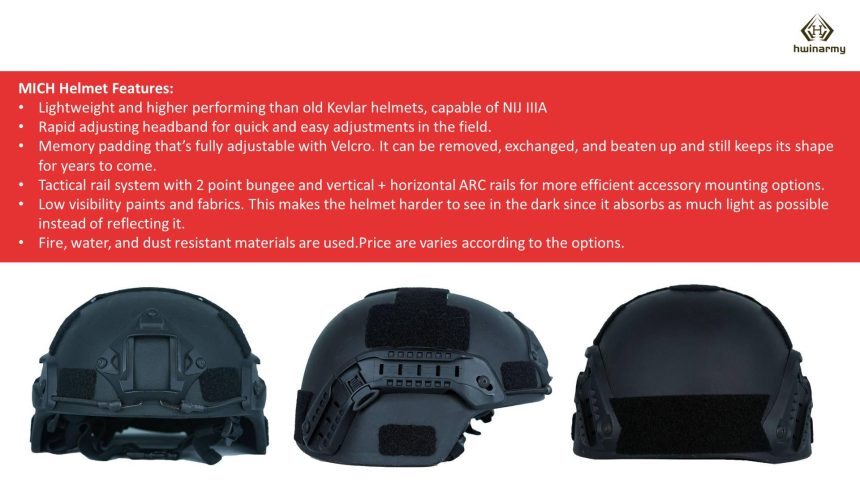 hwinarmy
MICH Helmet Features:
• Lightweight and higher performing than old Kevlar helmets, capable of NIJ IIIA
• Rapid adjusting headband for quick and easy adjustments in the field.
• Memory padding that’s fully adjustable with Velcro. It can be removed, exchanged, and beaten up and still keeps its shape
for years to come.
• Tactical rail system with 2 point bungee and vertical + horizontal ARC rails for more efficient accessory mounting options.
• Low visibility paints and fabrics. This makes the helmet harder to see in the dark since it absorbs as much light as possible
instead of reflecting it.
• Fire, water, and dust resistant materials are used.Price are varies according to the options.